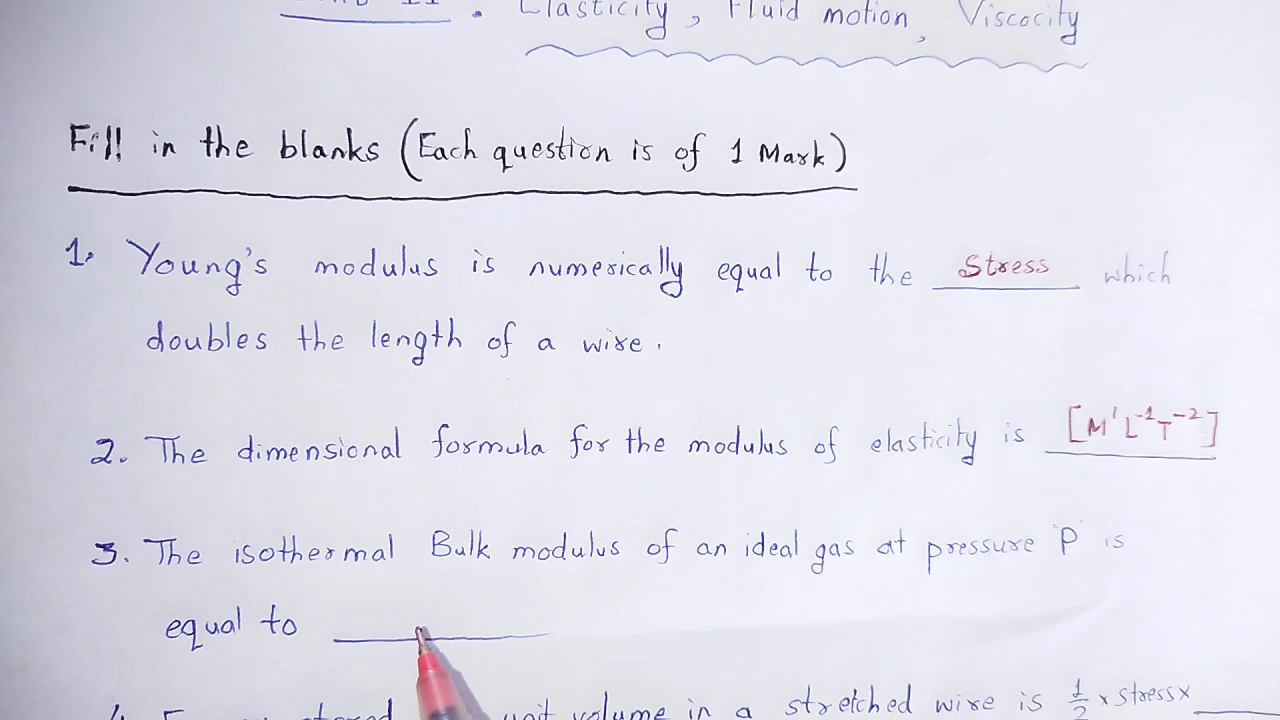 Elasticity, Fluid motion, Viscocity
Fill in the blanks (Each question is of 1 Mark)
1. Young's modulus is numerically equal to the Stress which
doubles the length of a wire.
2. The dimensional formula for the modulus of elasticity is [M¹L⁻¹T⁻²]
3. The isothermal Bulk modulus of an ideal gas at pressure 'P' is
equal to ________
unit volume in a stretched wire is ½ × stress × ____